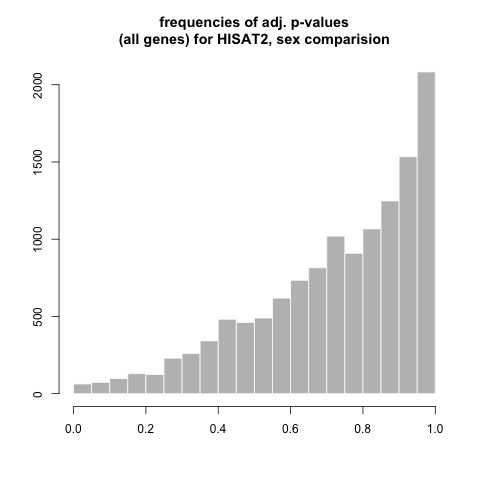 frequencies of adj. p-values
(all genes) for HISAT2, sex comparision
2000
1500
1000
500
0
0.0 0.2 0.4 0.6 0.8 1.0